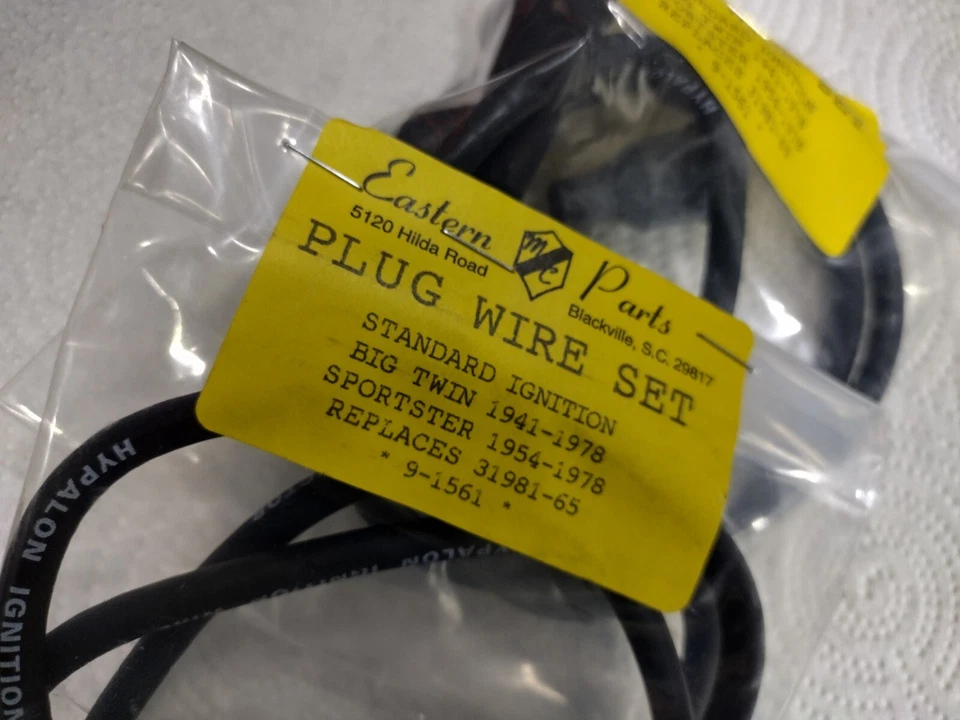 Eastern MC Parts
5120 Hilda Road
Blackville, S.C. 29817
PLUG WIRE SET
STANDARD IGNITION
BIG TWIN 1941-1978
SPORTSTER 1954-1978
REPLACES 31981-65
* 9-1561 *
HYPALON IGNITION
HYPALON